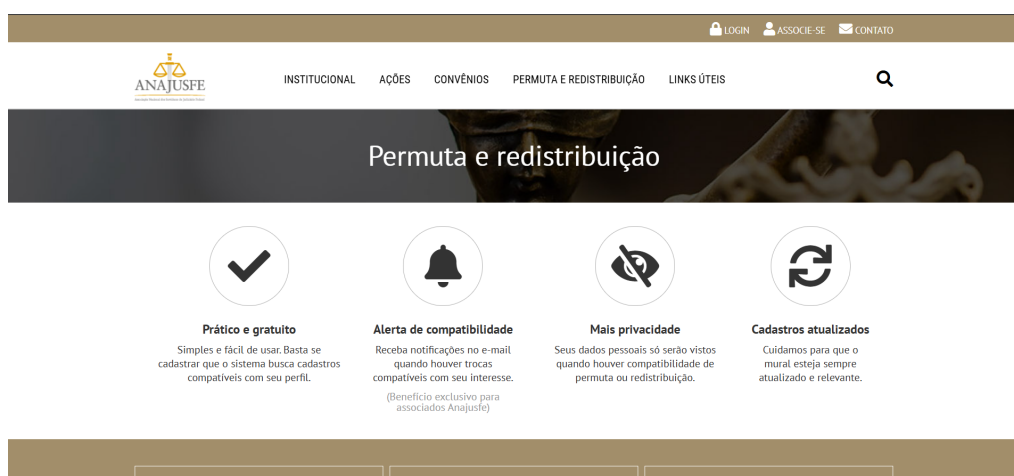 LOGIN ASSOCIE-SE CONTATO
ANAJUSFE
INSTITUCIONAL AÇÕES CONVÊNIOS PERMUTA E REDISTRIBUIÇÃO LINKS ÚTEIS
Permuta e redistribuição
Prático e gratuito
Simples e fácil de usar. Basta se
cadastrar que o sistema busca cadastros
compatíveis com seu perfil.
Alerta de compatibilidade
Receba notificações no e-mail
quando houver trocas
compatíveis com seu interesse.
(Benefício exclusivo para
associados Anajusfe)
Mais privacidade
Seus dados pessoais só serão vistos
quando houver compatibilidade de
permuta ou redistribuição.
Cadastros atualizados
Cuidamos para que o
mural esteja sempre
atualizado e relevante.